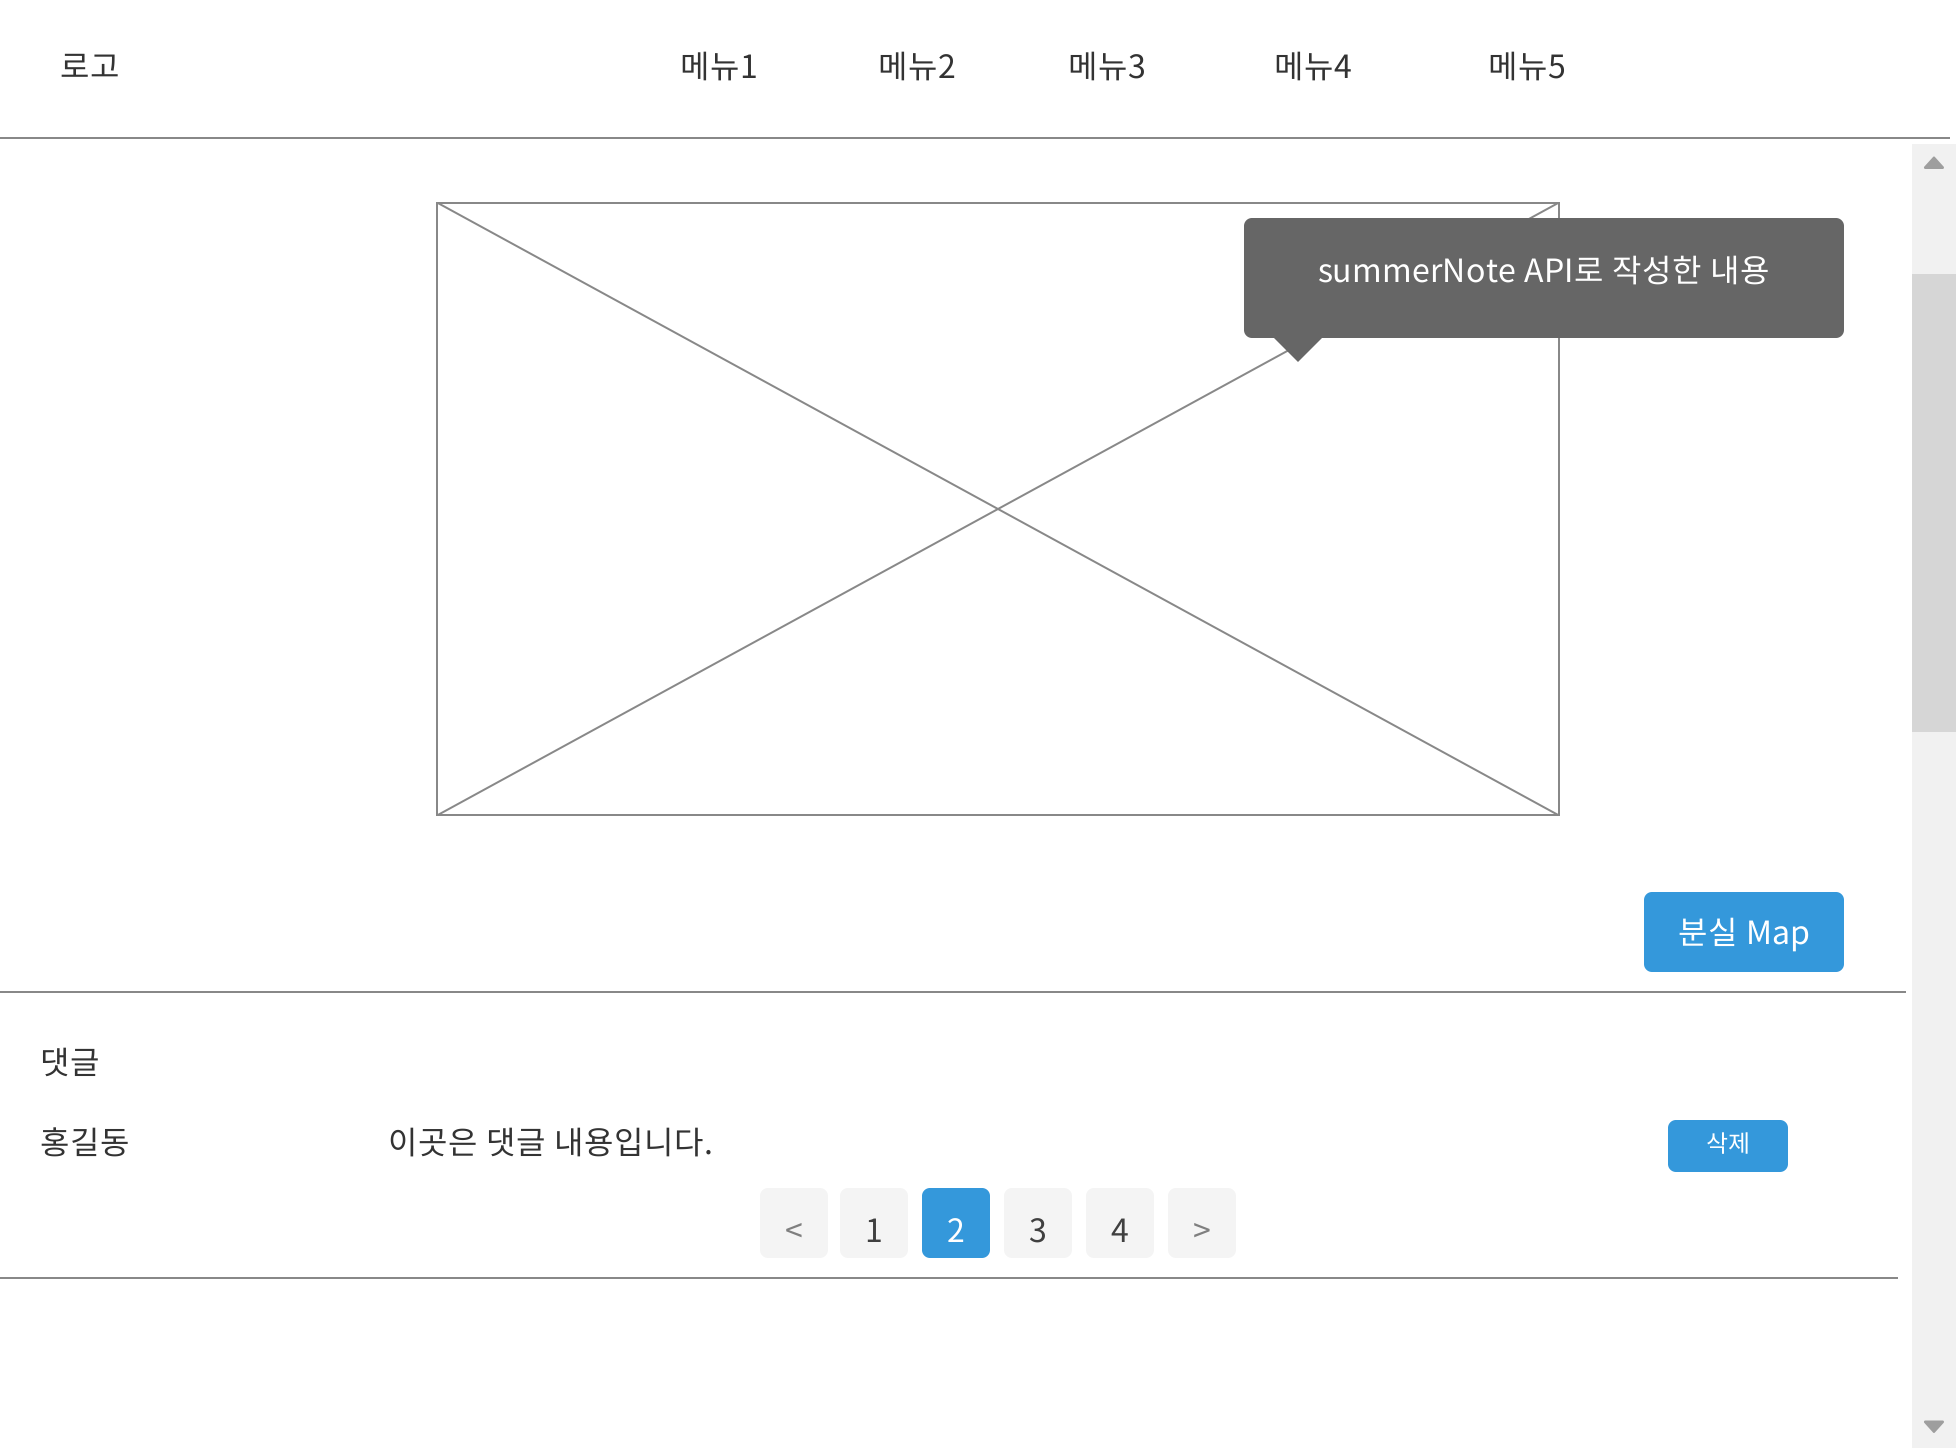 로고 메뉴1 메뉴2 메뉴3 메뉴4 메뉴5
summerNote API로 작성한 내용
분실 Map
댓글
홍길동 이곳은 댓글 내용입니다. 삭제
< 1 2 3 4 >